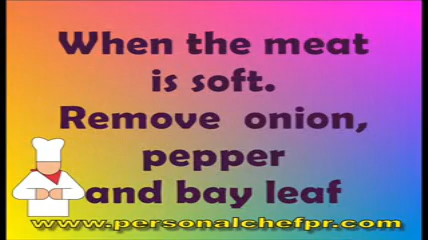 When the meat
is soft.
Remove onion,
pepper
and bay leaf
www.personalchefpr.com